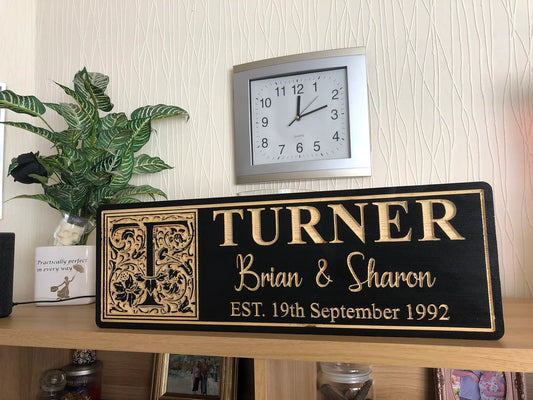 12
1
2
3
4
5
6
7
8
9
10
11
QUARTZ
T
TURNER
Brian & Sharon
EST. 19th September 1992
Practically perfect
in every way